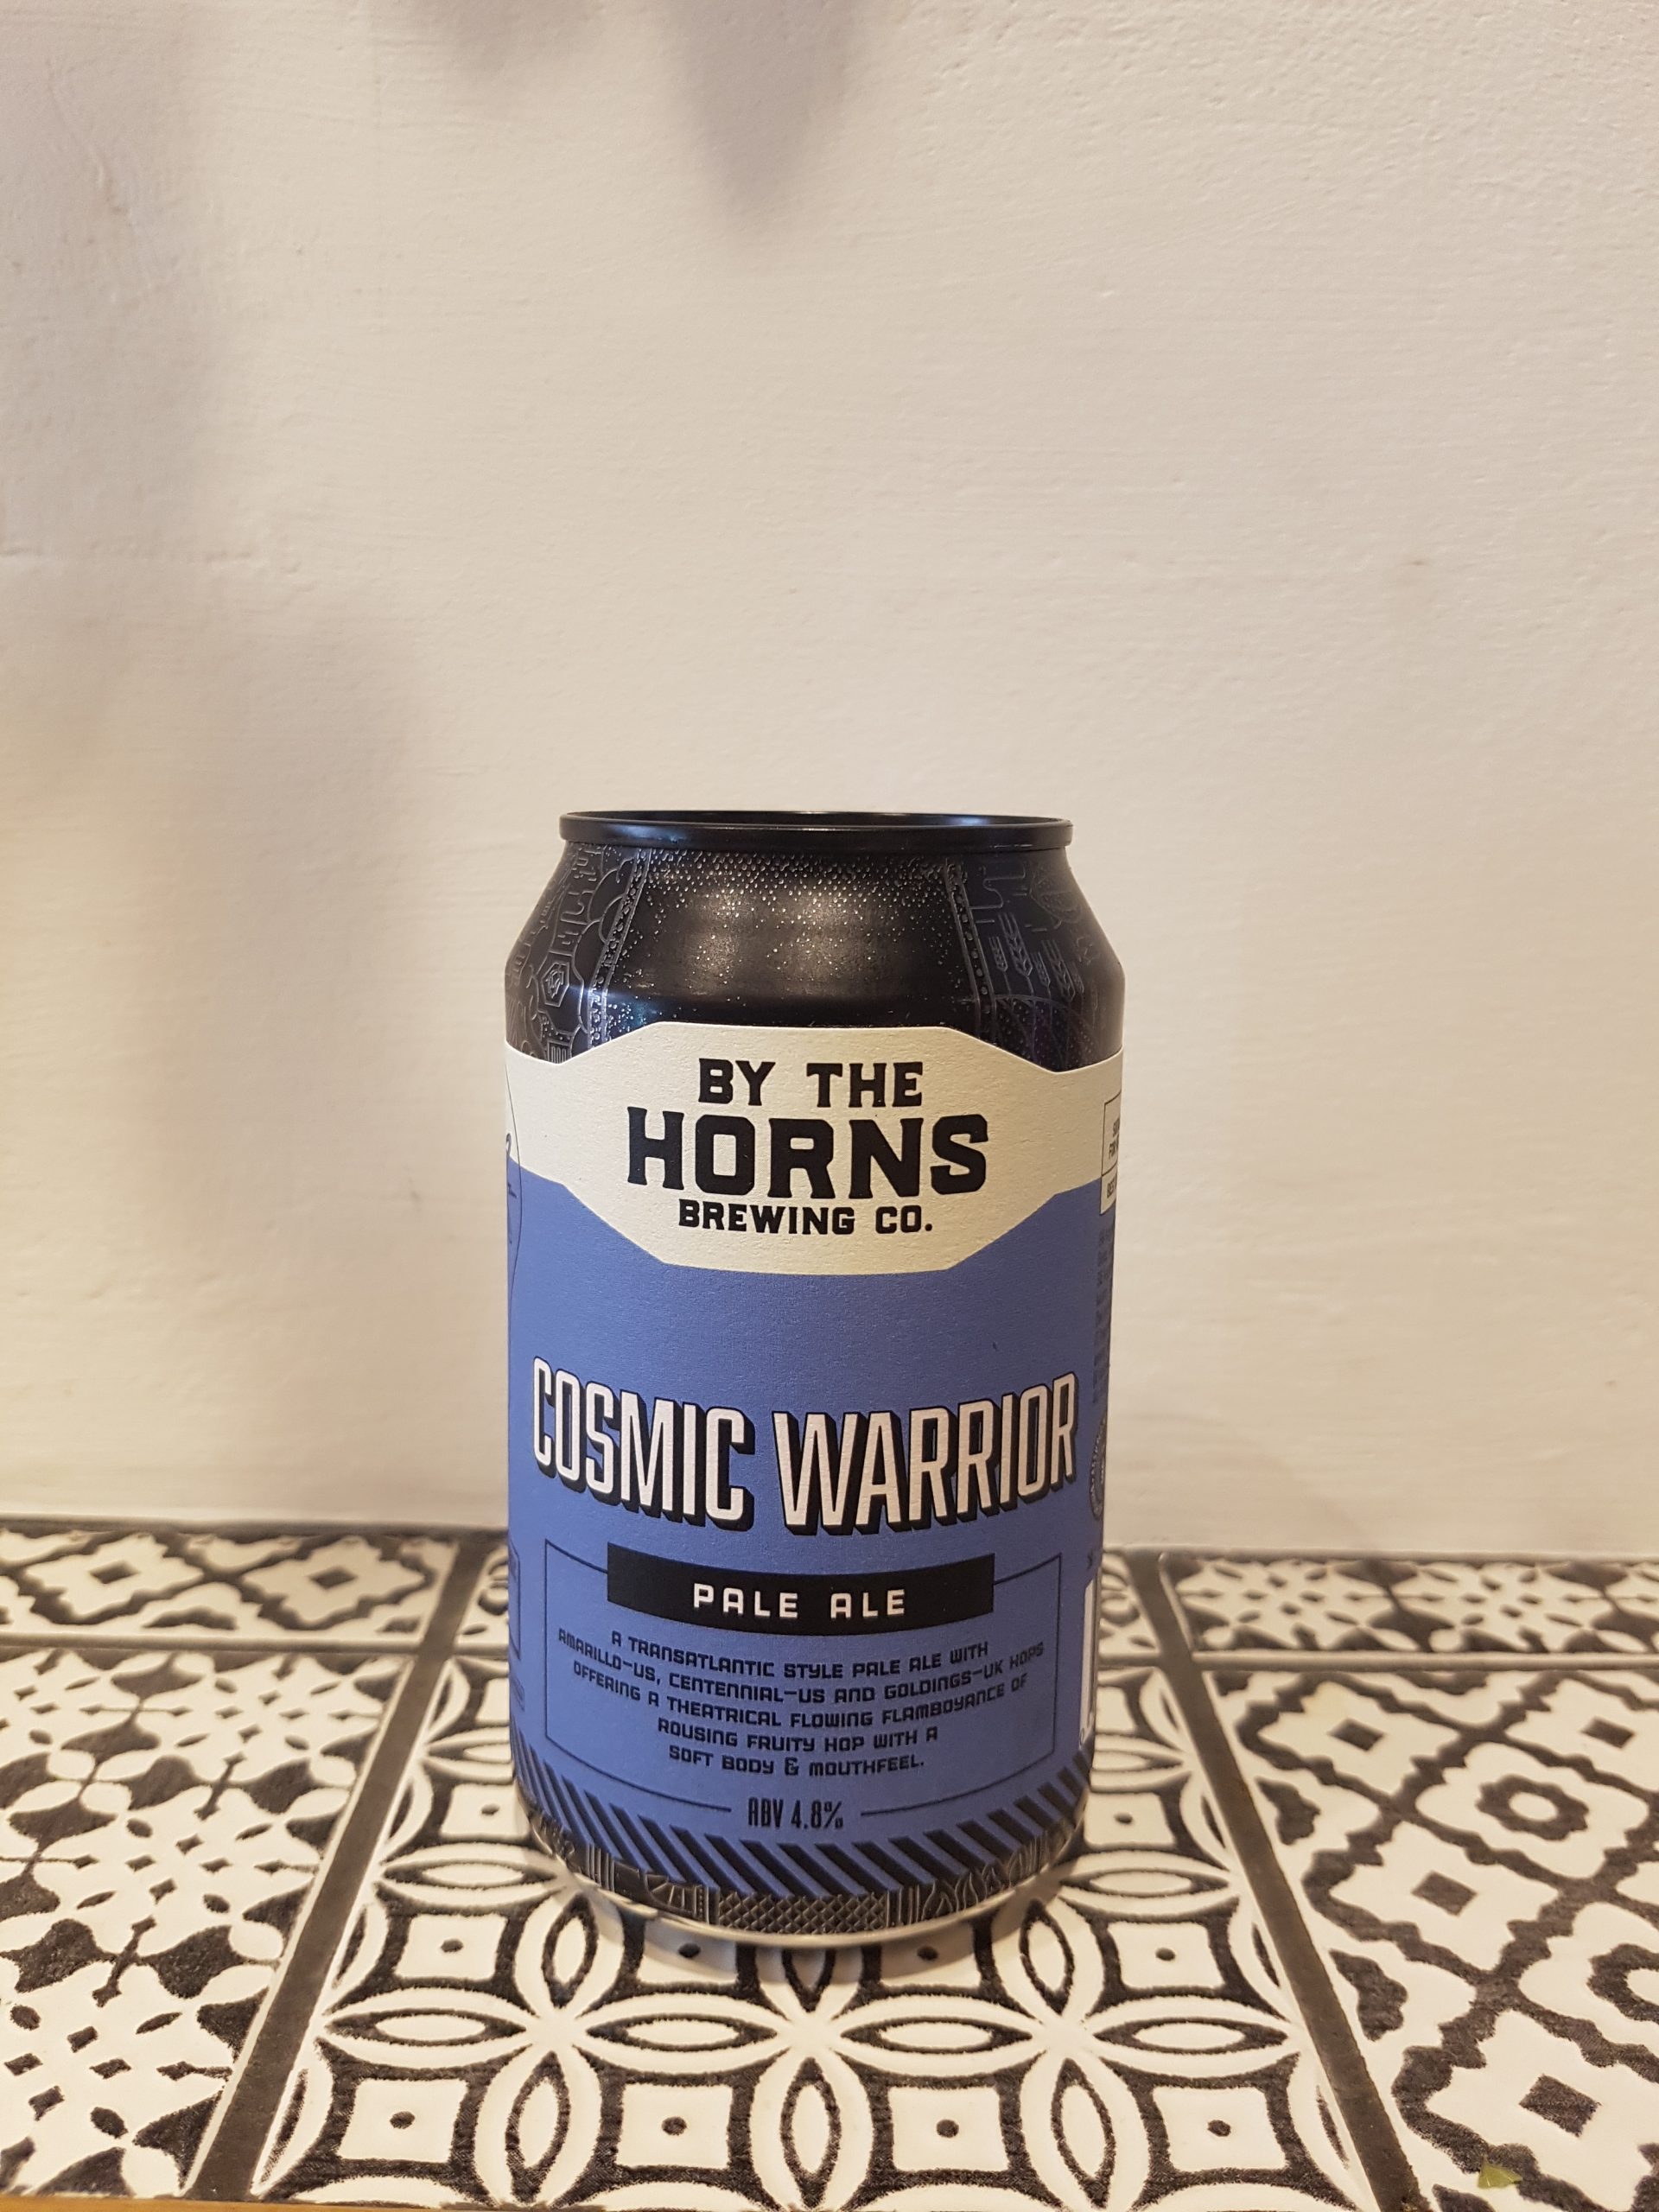 BY THE
HORNS
BREWING CO.
COSMIC WARRIOR
PALE ALE
A TRANSATLANTIC STYLE PALE ALE WITH
AMARILLO-US, CENTENNIAL-US AND GOLDINGS-UK HOPS
OFFERING A THEATRICAL FLOWING FLAMBOYANCE OF
ROUSING FRUITY HOP WITH A
SOFT BODY & MOUTHFEEL.
ABV 4.8%